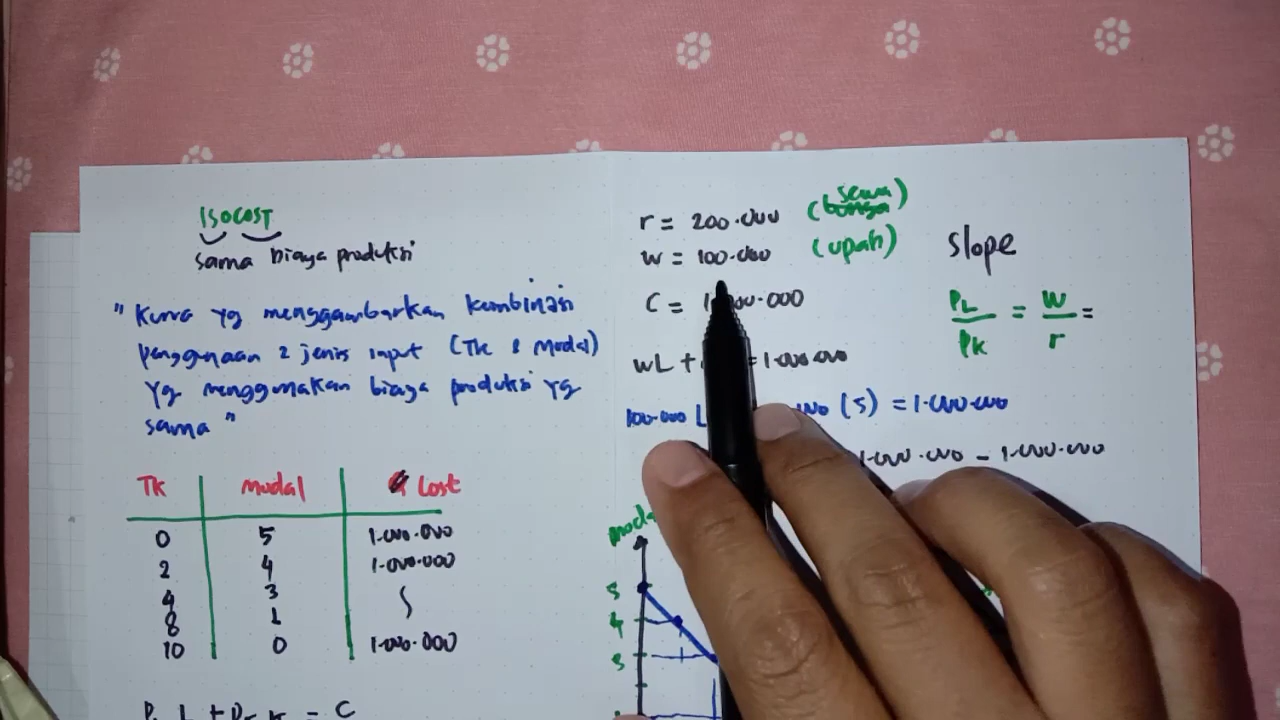 ISOCOST
sama biaya produksi
" Kurva yg menggambarkan kombinasi
penggunaan 2 jenis input (TK & Modal)
yg menggunakan biaya produksi yg
sama "
TK Modal Cost
0 5 1.000.000
2 4 1.000.000
4 3
8 1
10 0 1.000.000
r = 200.000 (sewa)
w = 100.000 (upah)
C = 000.000
wL + = 1.000.000
100.000 L (5) = 1.000.000
1.000.000 - 1.000.000
slope
PL/PK = w/r =
5
4
3